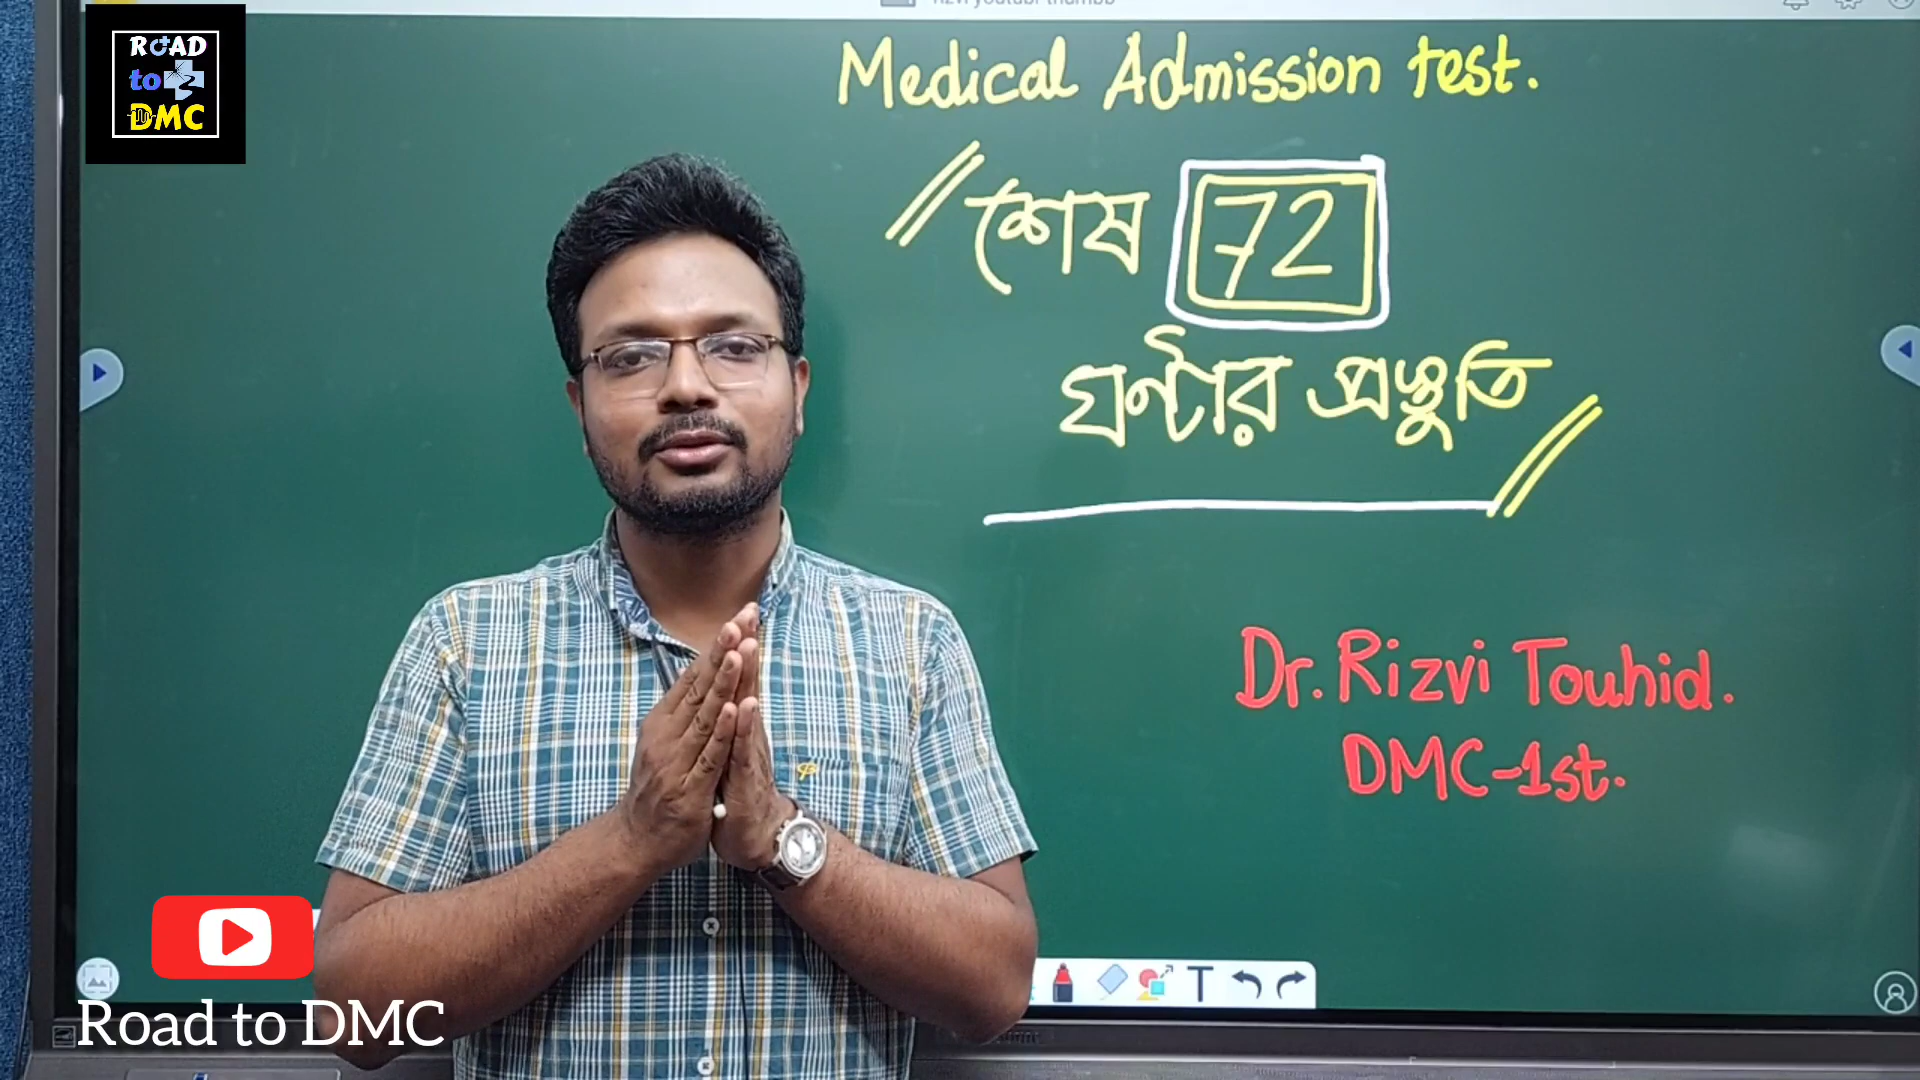 ROAD
to
DMC
Medical Admission test.
শেষ 72
ঘণ্টার প্রস্তুতি
Dr. Rizvi Touhid.
DMC-1st.
T
Road to DMC